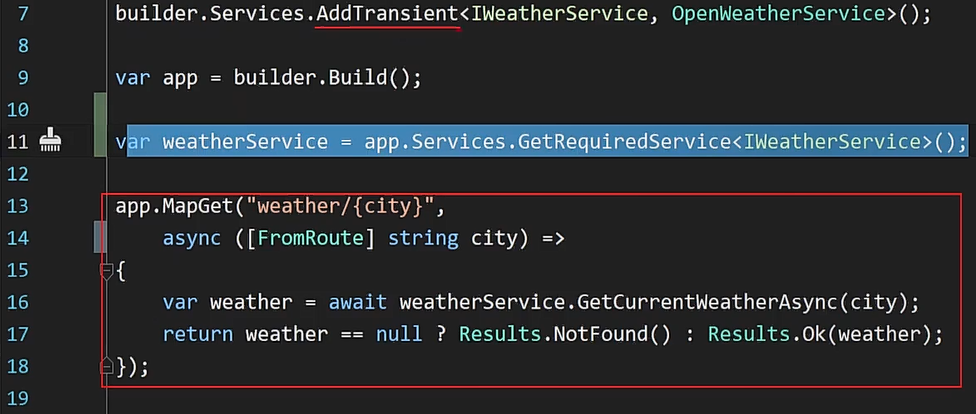 7 builder.Services.AddTransient<IWeatherService, OpenWeatherService>();
8
9 var app = builder.Build();
10
11 var weatherService = app.Services.GetRequiredService<IWeatherService>();
12
13 app.MapGet("weather/{city}",
14 async ([FromRoute] string city) =>
15 {
16 var weather = await weatherService.GetCurrentWeatherAsync(city);
17 return weather == null ? Results.NotFound() : Results.Ok(weather);
18 });
19